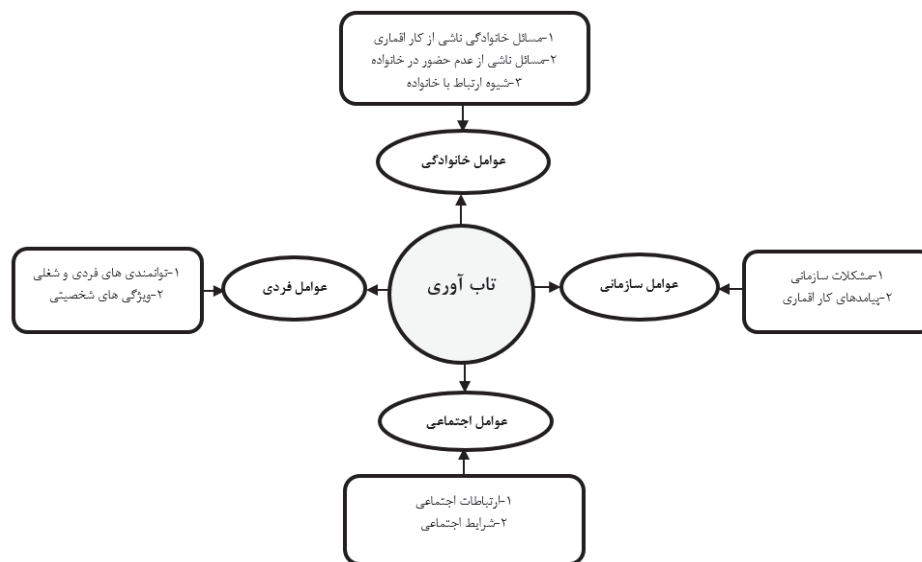 ۱-مسائل خانوادگی ناشی از کار اقماری
۲-مسائل ناشی از عدم حضور در خانواده
۳-شیوه ارتباط با خانواده
عوامل خانوادگی
۱-مشکلات سازمانی
۲-پیامدهای کار اقماری
عوامل سازمانی
تاب آوری
عوامل فردی
۱-توانمندی های فردی و شغلی
۲-ویژگی های شخصیتی
عوامل اجتماعی
۱-ارتباطات اجتماعی
۲-شرایط اجتماعی